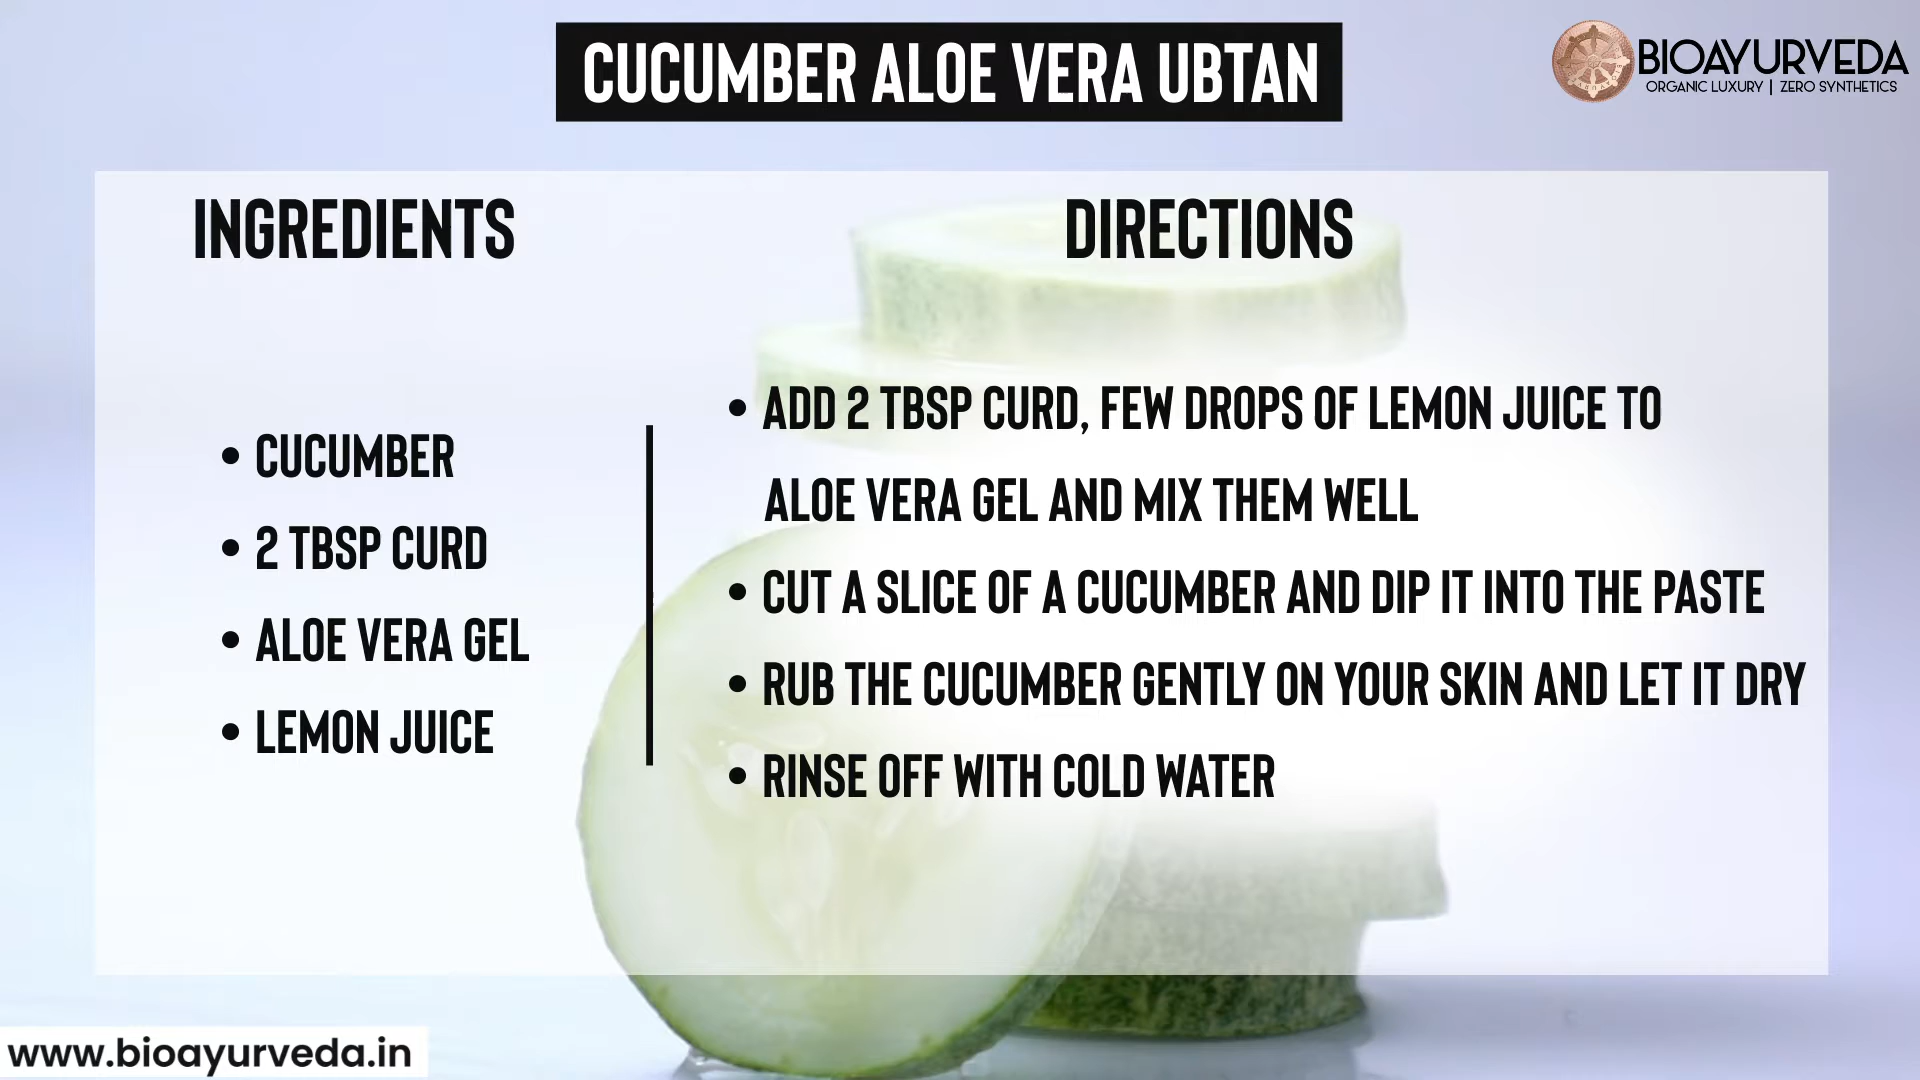 CUCUMBER ALOE VERA UBTAN
BIOAYURVEDA
ORGANIC LUXURY | ZERO SYNTHETICS
INGREDIENTS
• CUCUMBER
• 2 TBSP CURD
• ALOE VERA GEL
• LEMON JUICE
DIRECTIONS
• ADD 2 TBSP CURD, FEW DROPS OF LEMON JUICE TO
ALOE VERA GEL AND MIX THEM WELL
• CUT A SLICE OF A CUCUMBER AND DIP IT INTO THE PASTE
• RUB THE CUCUMBER GENTLY ON YOUR SKIN AND LET IT DRY
• RINSE OFF WITH COLD WATER
www.bioayurveda.in